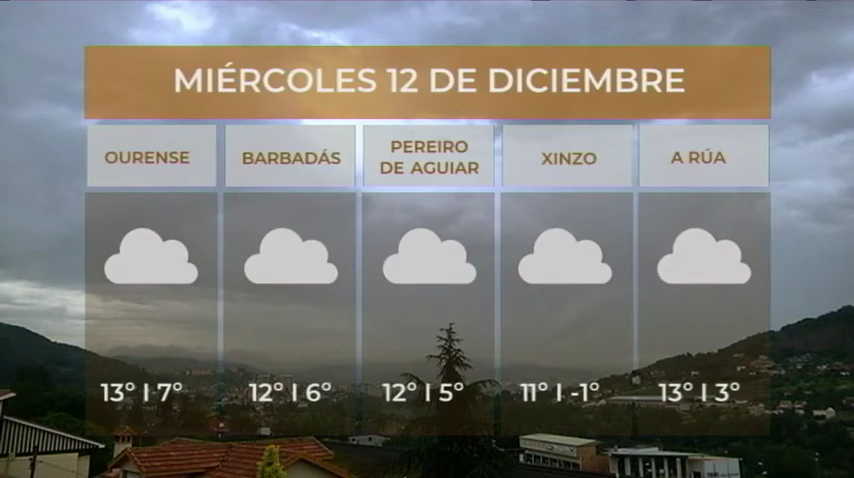 MIÉRCOLES 12 DE DICIEMBRE
OURENSE
BARBADÁS
PEREIRO
DE AGUIAR
XINZO
A RÚA
13° | 7°
12° | 6°
12° | 5°
11° | -1°
13° | 3°